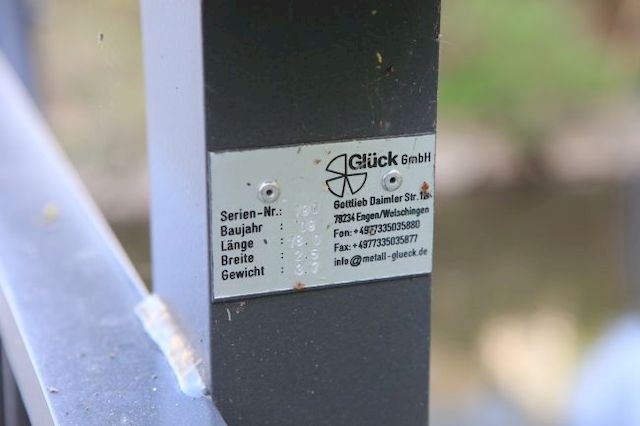 Glück GmbH
Gottlieb Daimler Str.
78234 Engen/Welschingen
Fon: +4977335035880
Fax: +4977335035877
info@metall-glueck.de
Serien-Nr.:
Baujahr :
Länge :
Breite :
Gewicht :